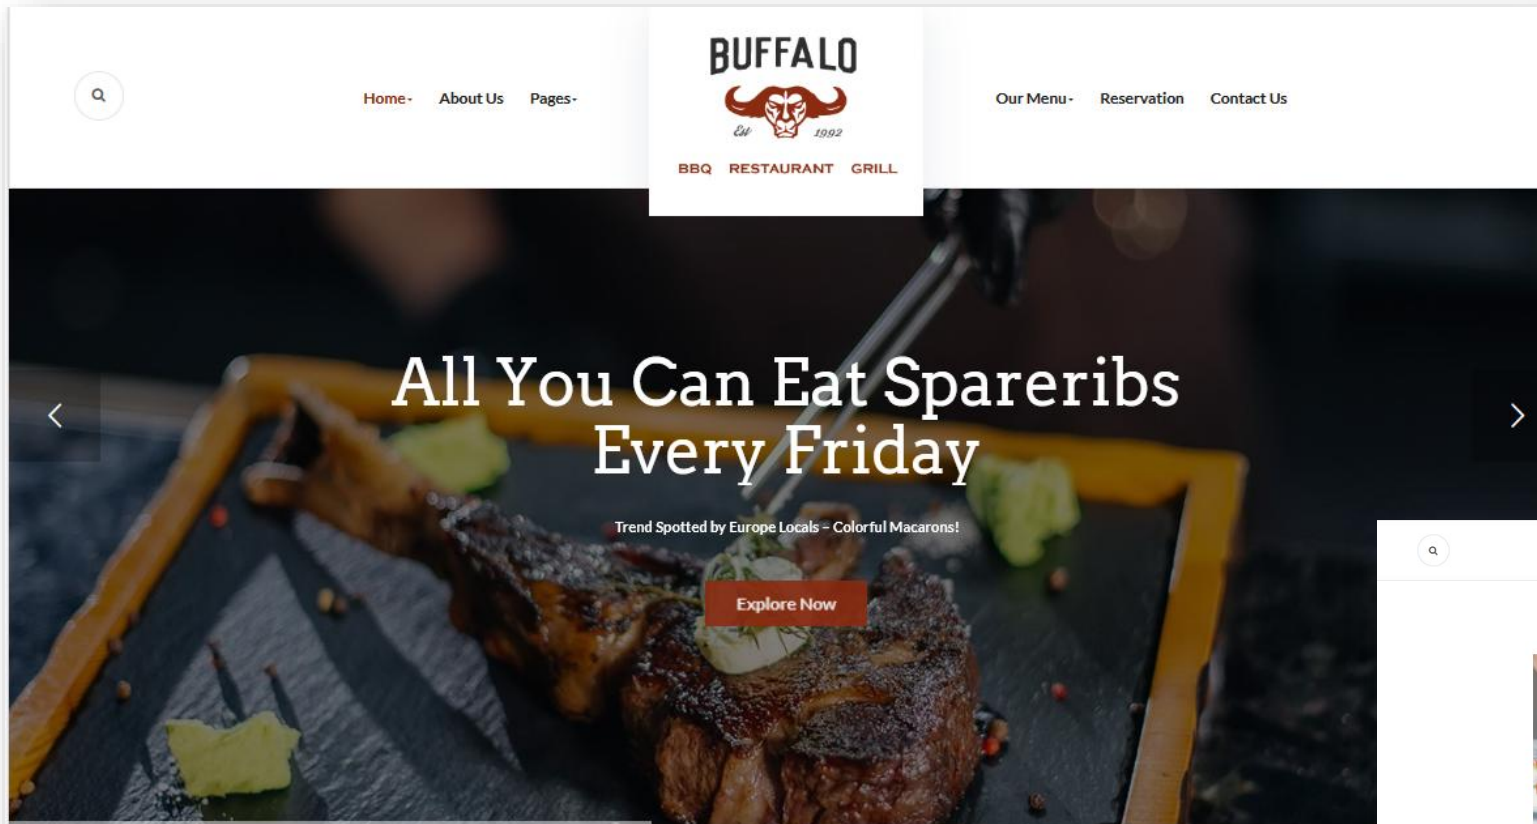 Home
About Us
Pages
BUFFALO
Est 1992
BBQ RESTAURANT GRILL
Our Menu
Reservation
Contact Us
All You Can Eat Spareribs
Every Friday
Trend Spotted by Europe Locals – Colorful Macarons!
Explore Now